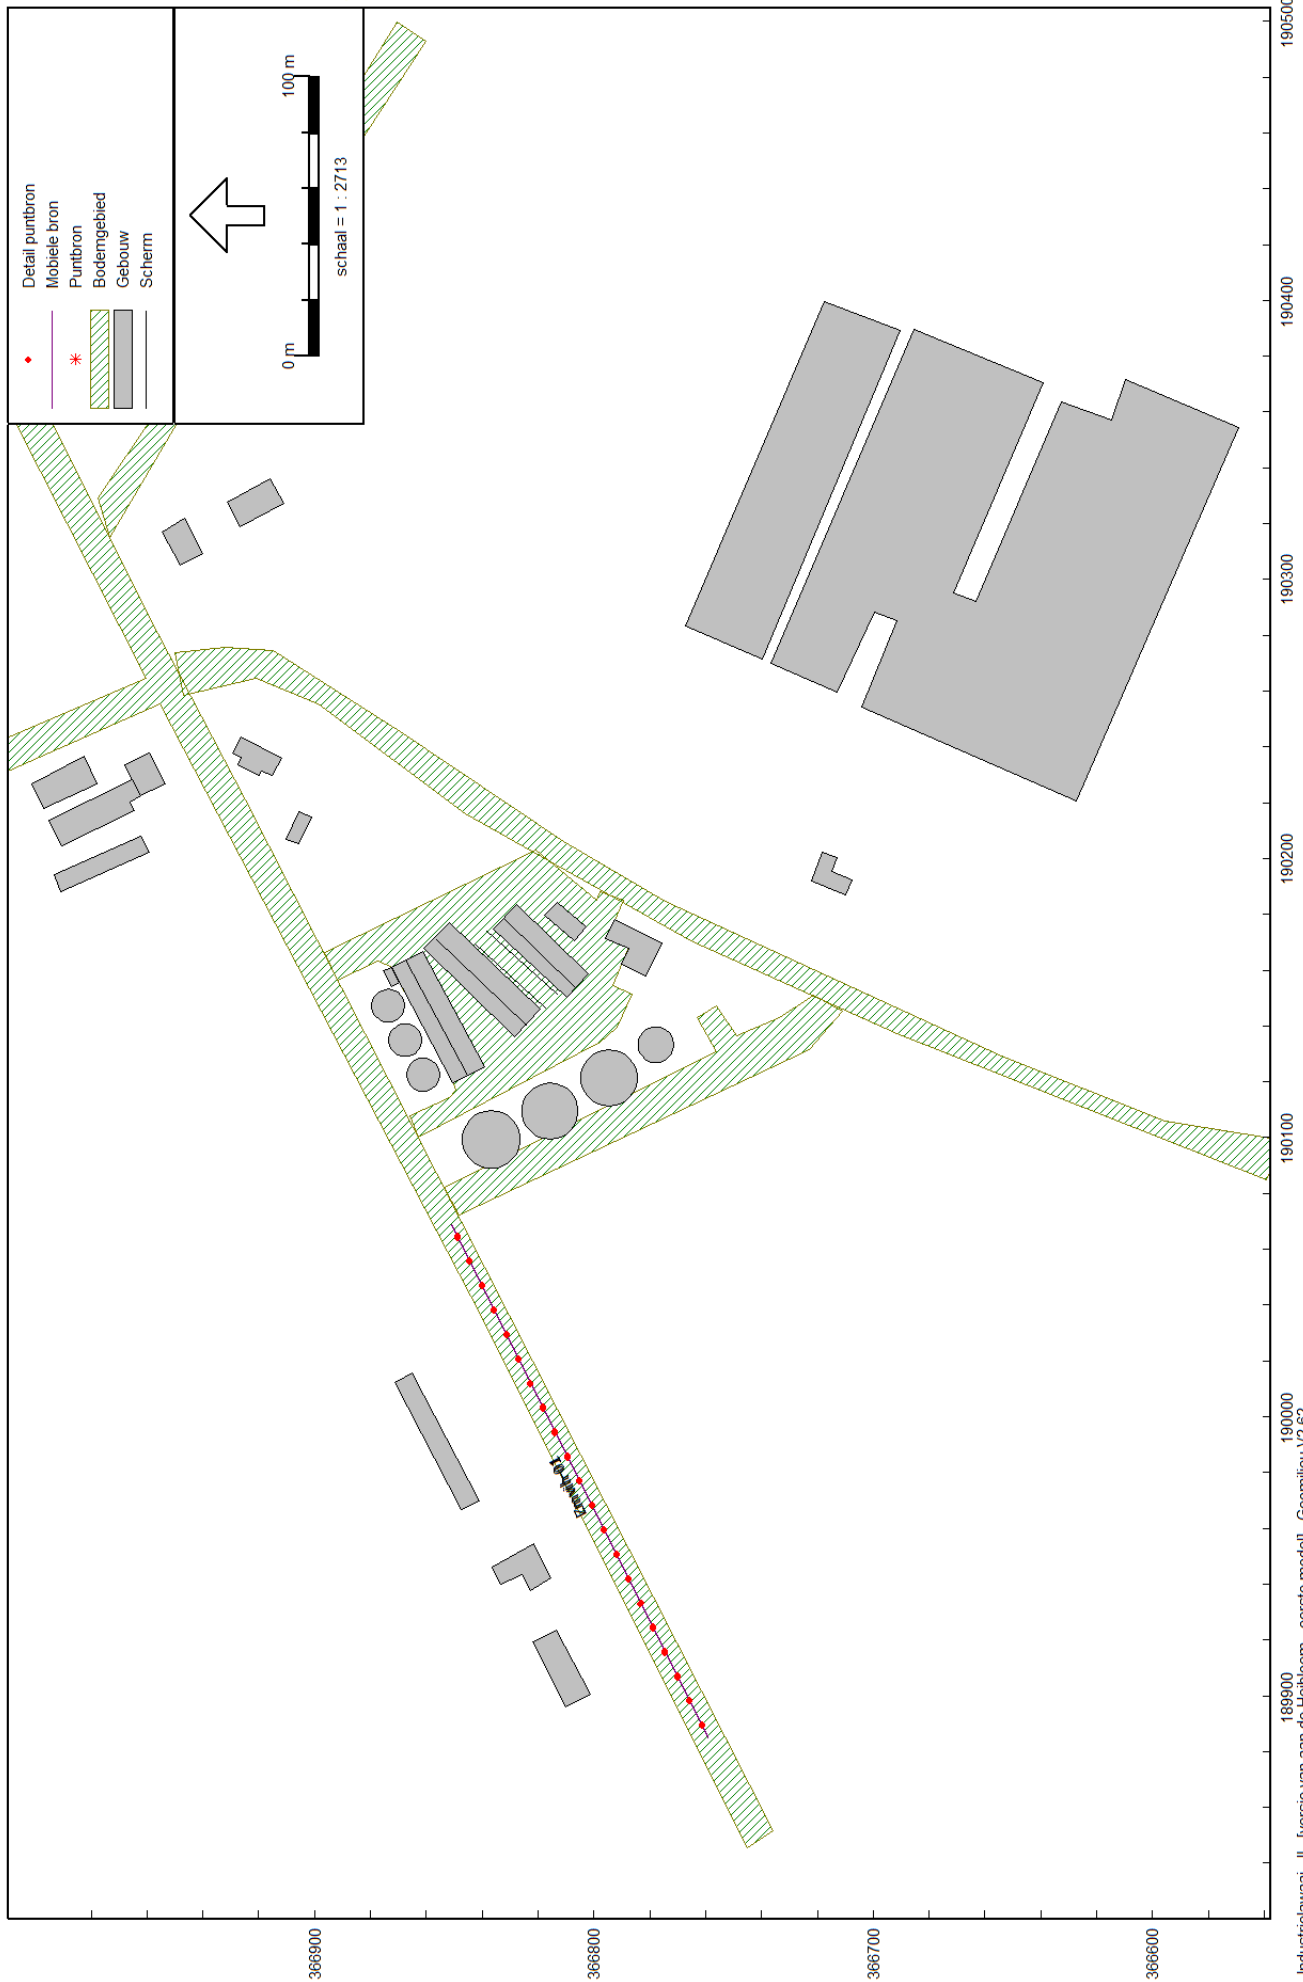 Detail puntbron
Mobiele bron
Puntbron
Bodemgebied
Gebouw
Scherm
0 m
100 m
schaal = 1 : 2713
366900
366800
366700
366600
189900
190000
190100
190200
190300
190400
190500